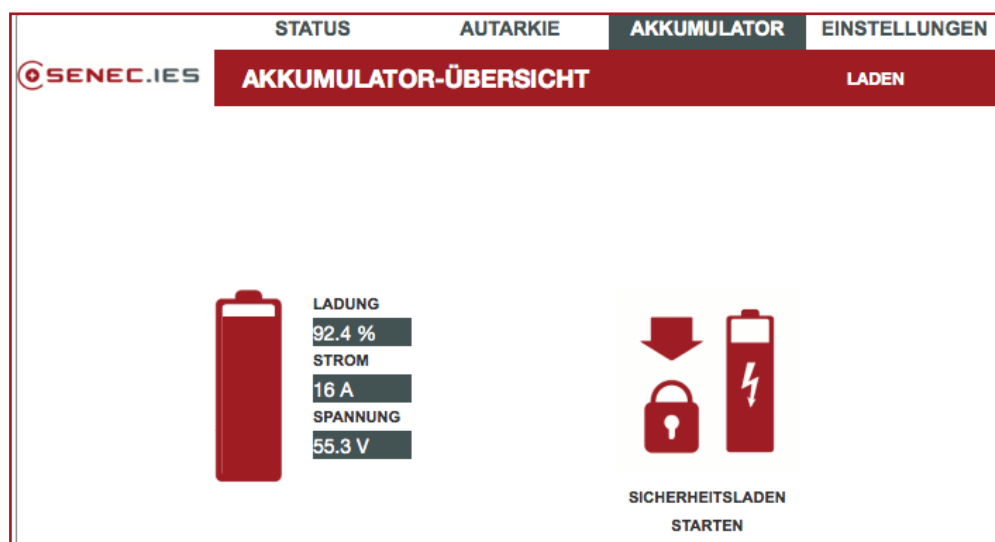 STATUS AUTARKIE AKKUMULATOR EINSTELLUNGEN
SENEC.IES AKKUMULATOR-ÜBERSICHT LADEN
LADUNG
92.4 %
STROM
16 A
SPANNUNG
55.3 V
SICHERHEITSLADEN
STARTEN